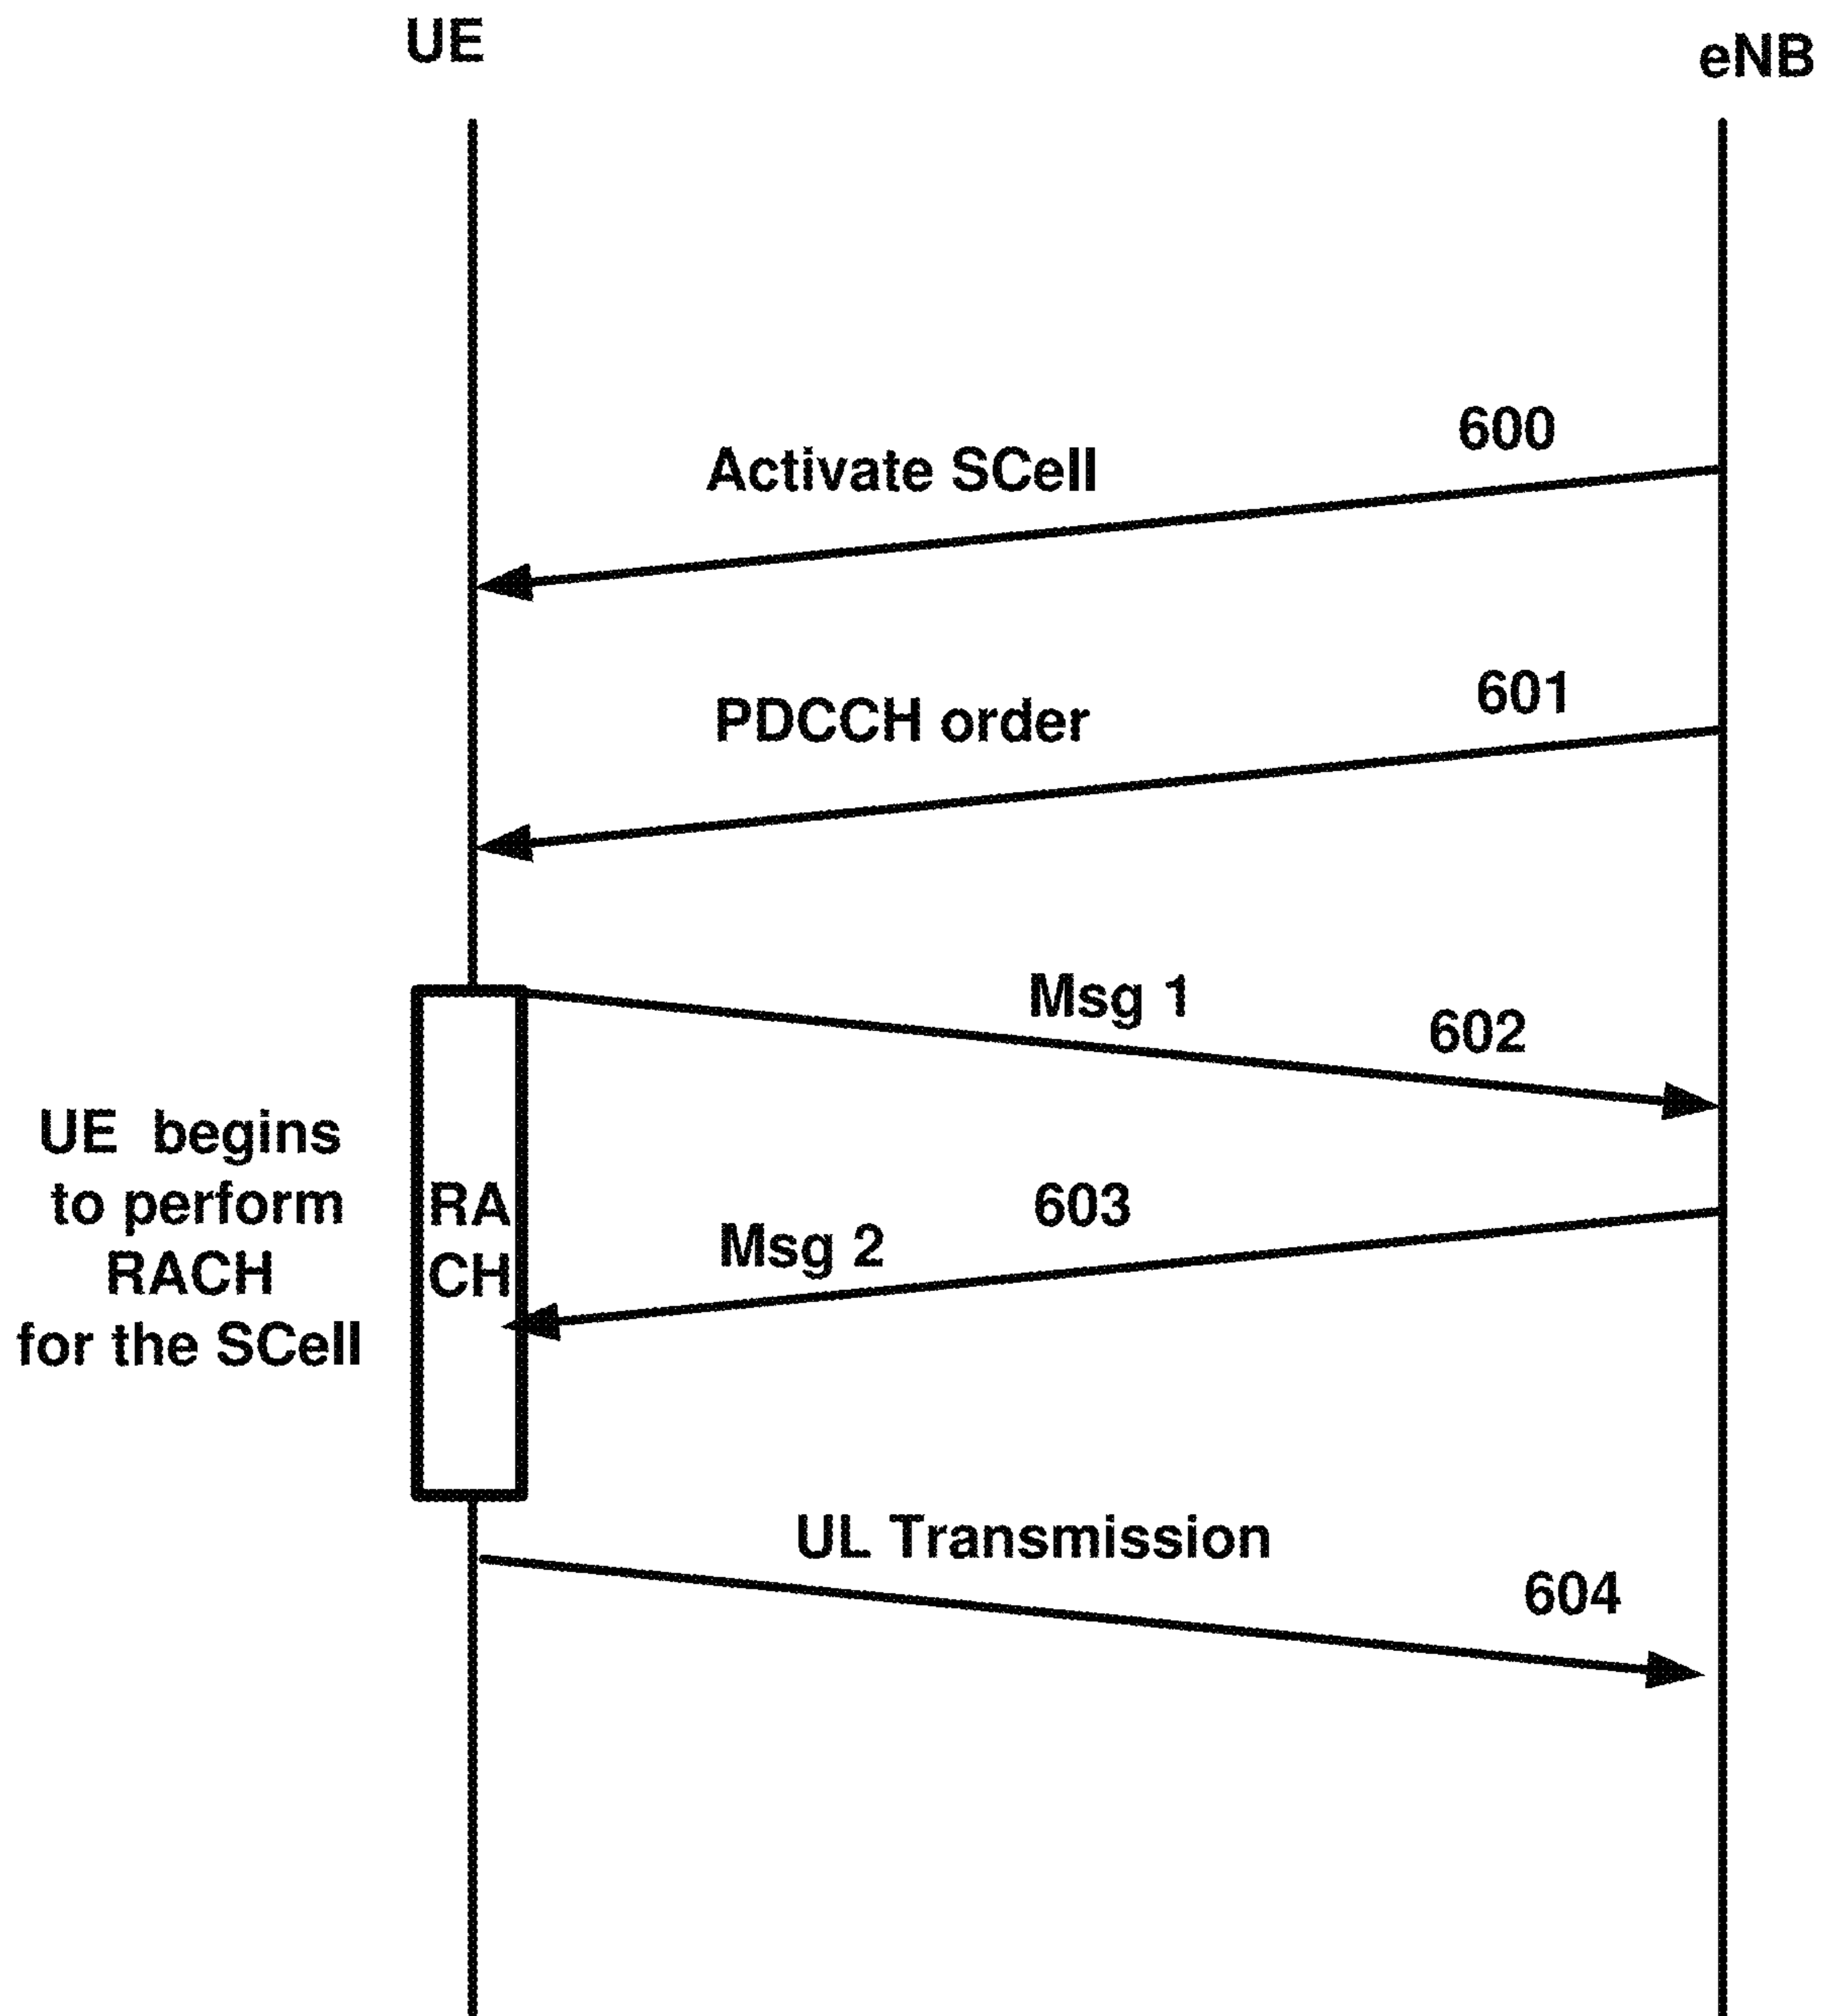 UE
eNB
600
Activate SCell
601
PDCCH order
Msg 1
602
UE begins
to perform
RACH
for the SCell
RA
CH
603
Msg 2
UL Transmission
604